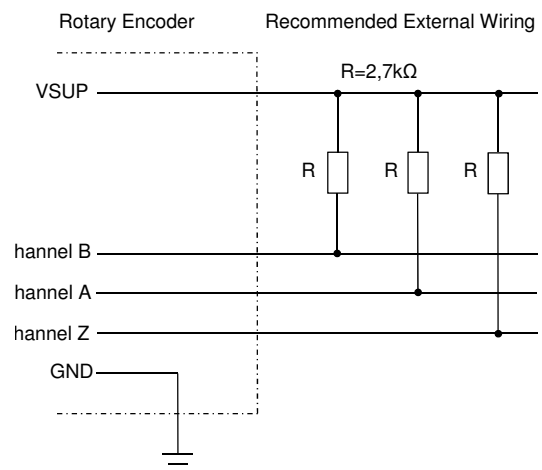 Rotary Encoder
Recommended External Wiring
R=2,7kΩ
VSUP
R
R
R
hannel B
hannel A
hannel Z
GND